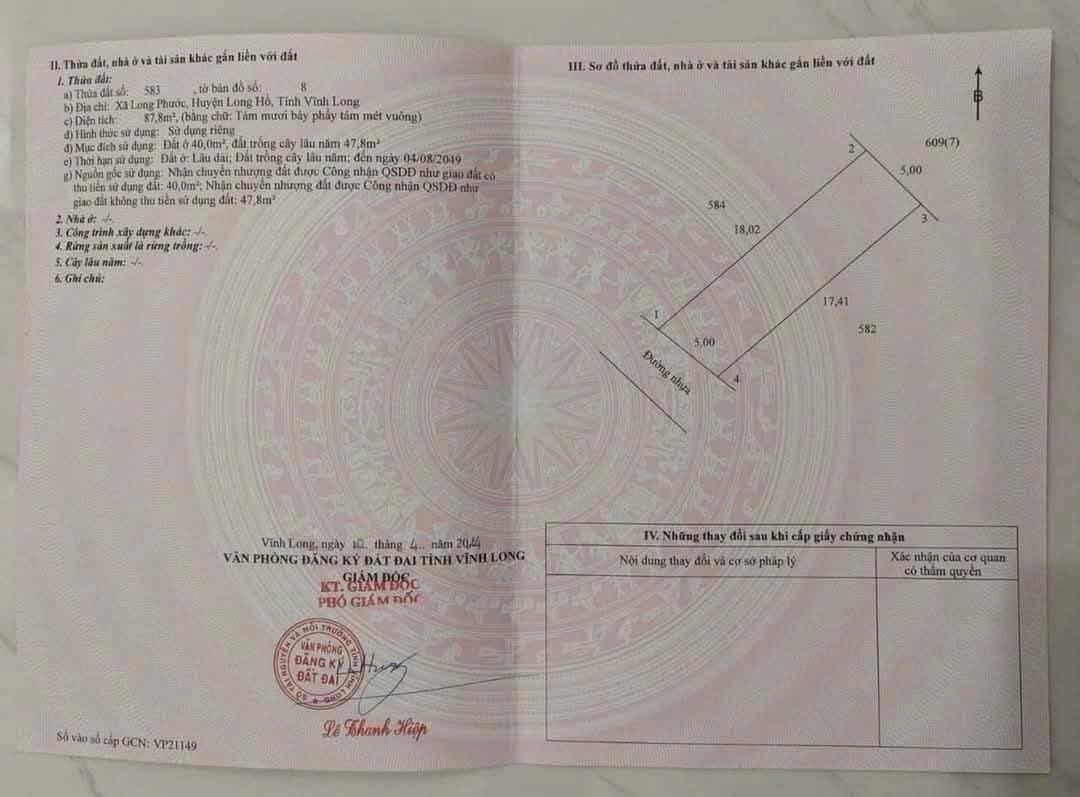 II. Thửa đất, nhà ở và tài sản khác gắn liền với đất
1. Thửa đất:
a) Thửa đất số: 583 , tờ bản đồ số: 8
b) Địa chỉ: Xã Long Phước, Huyện Long Hồ, Tỉnh Vĩnh Long
c) Diện tích 87,8m², (bằng chữ: Tám mươi bảy phẩy tám mét vuông)
d) Hình thức sử dụng: Sử dụng riêng
đ) Mục đích sử dụng: Đất ở 40,0m², đất trồng cây lâu năm 47,8m²
e) Thời hạn sử dụng: Đất ở: Lâu dài; Đất trồng cây lâu năm; đến ngày 04/08/2049
g) Nguồn gốc sử dụng: Nhận chuyển nhượng đất được Công nhận QSDĐ như giao đất có
thu tiền sử dụng đất: 40,0m²; Nhận chuyển nhượng đất được Công nhận QSDĐ như
giao đất không thu tiền sử dụng đất: 47,8m²
2. Nhà ở: -/-.
3. Công trình xây dựng khác: -/-.
4. Rừng sản xuất là rừng trồng: -/-.
5. Cây lâu năm: -/-.
6. Ghi chú:
Vĩnh Long, ngày 10 tháng 4 năm
VĂN PHÒNG ĐĂNG KÝ ĐẤT ĐAI TỈNH VĨNH LONG
GIÁM ĐỐC
KT. GIÁM ĐỐC
PHÓ GIÁM ĐỐC
SỞ TÀI NGUYÊN VÀ MÔI TRƯỜNG TỈNH VĨNH LONG
VĂN PHÒNG
ĐĂNG KÝ
ĐẤT ĐAI
Lê Thanh Hiệp
Số vào sổ cấp GCN: VP21149
III. Sơ đồ thửa đất, nhà ở và tài sản khác gắn liền với đất
B
609(7)
2
5,00
584
3
18,02
17,41
1
582
5,00
Đường nhựa
4
IV. Những thay đổi sau khi cấp giấy chứng nhận
Nội dung thay đổi và cơ sở pháp lý
Xác nhận của cơ quan
có thẩm quyền